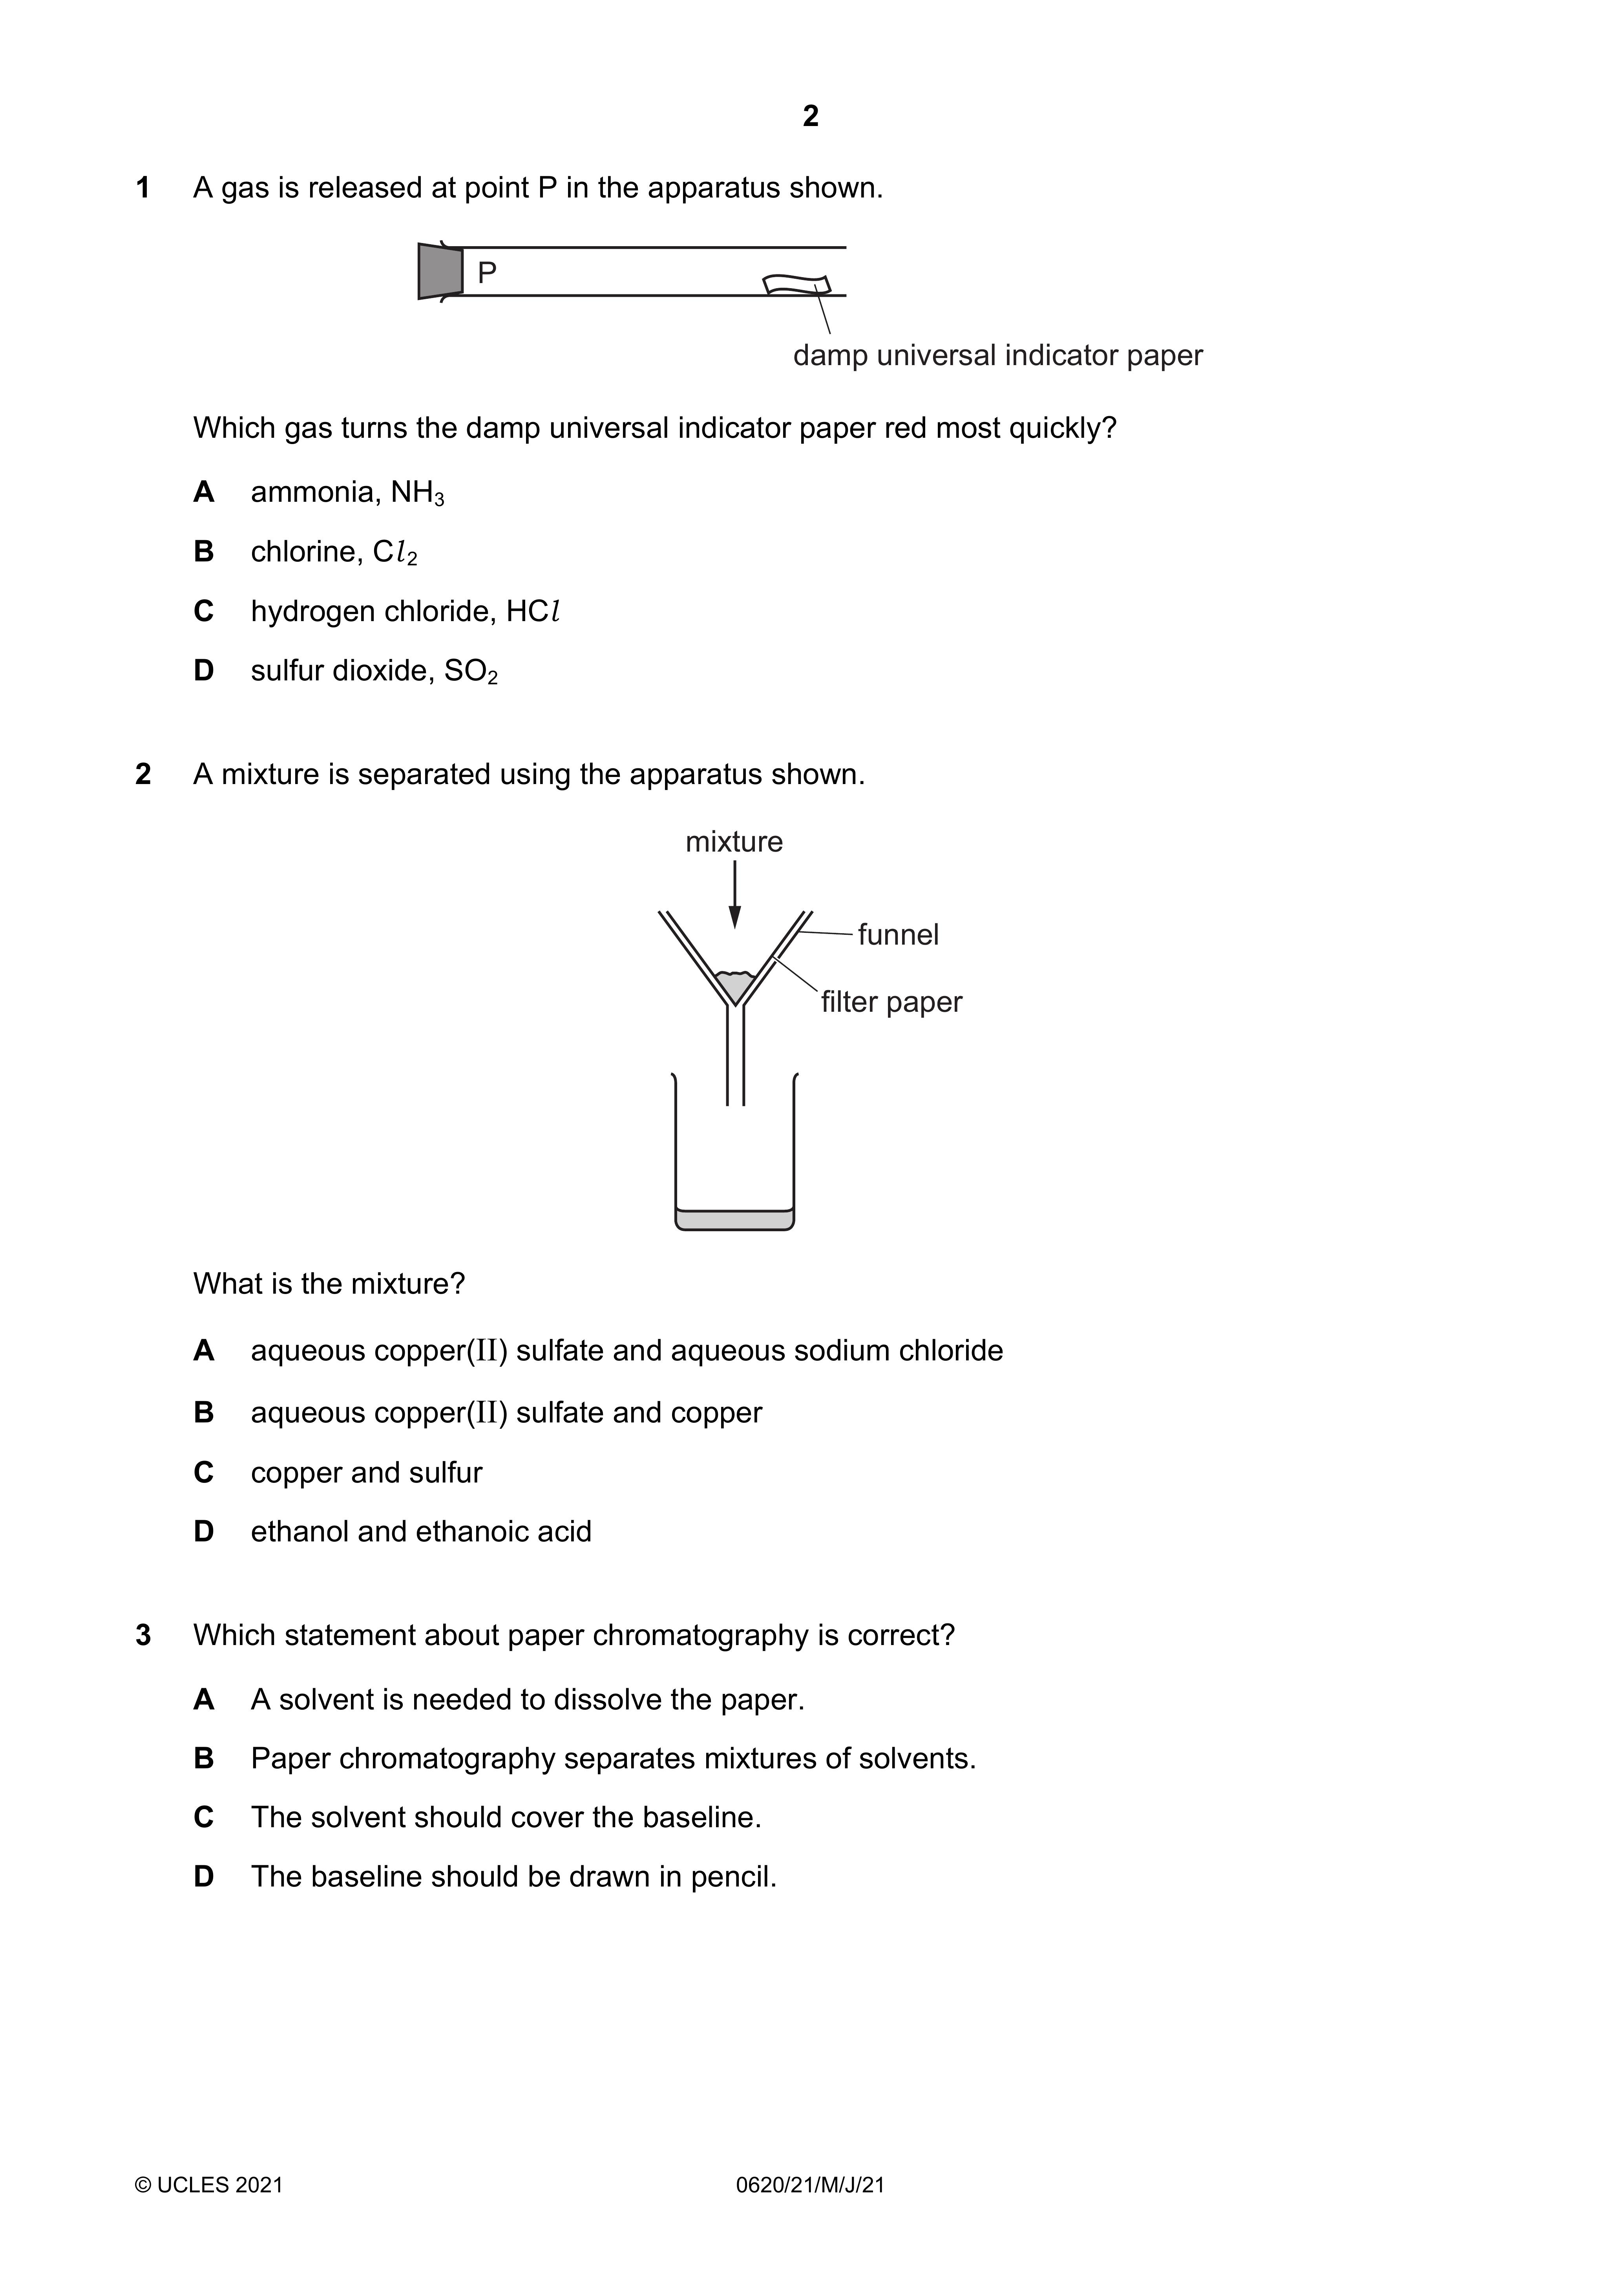 2
1 A gas is released at point P in the apparatus shown.
P
damp universal indicator paper
Which gas turns the damp universal indicator paper red most quickly?
A ammonia, NH₃
B chlorine, Cl₂
C hydrogen chloride, HCl
D sulfur dioxide, SO₂
2 A mixture is separated using the apparatus shown.
mixture
funnel
filter paper
What is the mixture?
A aqueous copper(II) sulfate and aqueous sodium chloride
B aqueous copper(II) sulfate and copper
C copper and sulfur
D ethanol and ethanoic acid
3 Which statement about paper chromatography is correct?
A A solvent is needed to dissolve the paper.
B Paper chromatography separates mixtures of solvents.
C The solvent should cover the baseline.
D The baseline should be drawn in pencil.
© UCLES 2021 0620/21/M/J/21